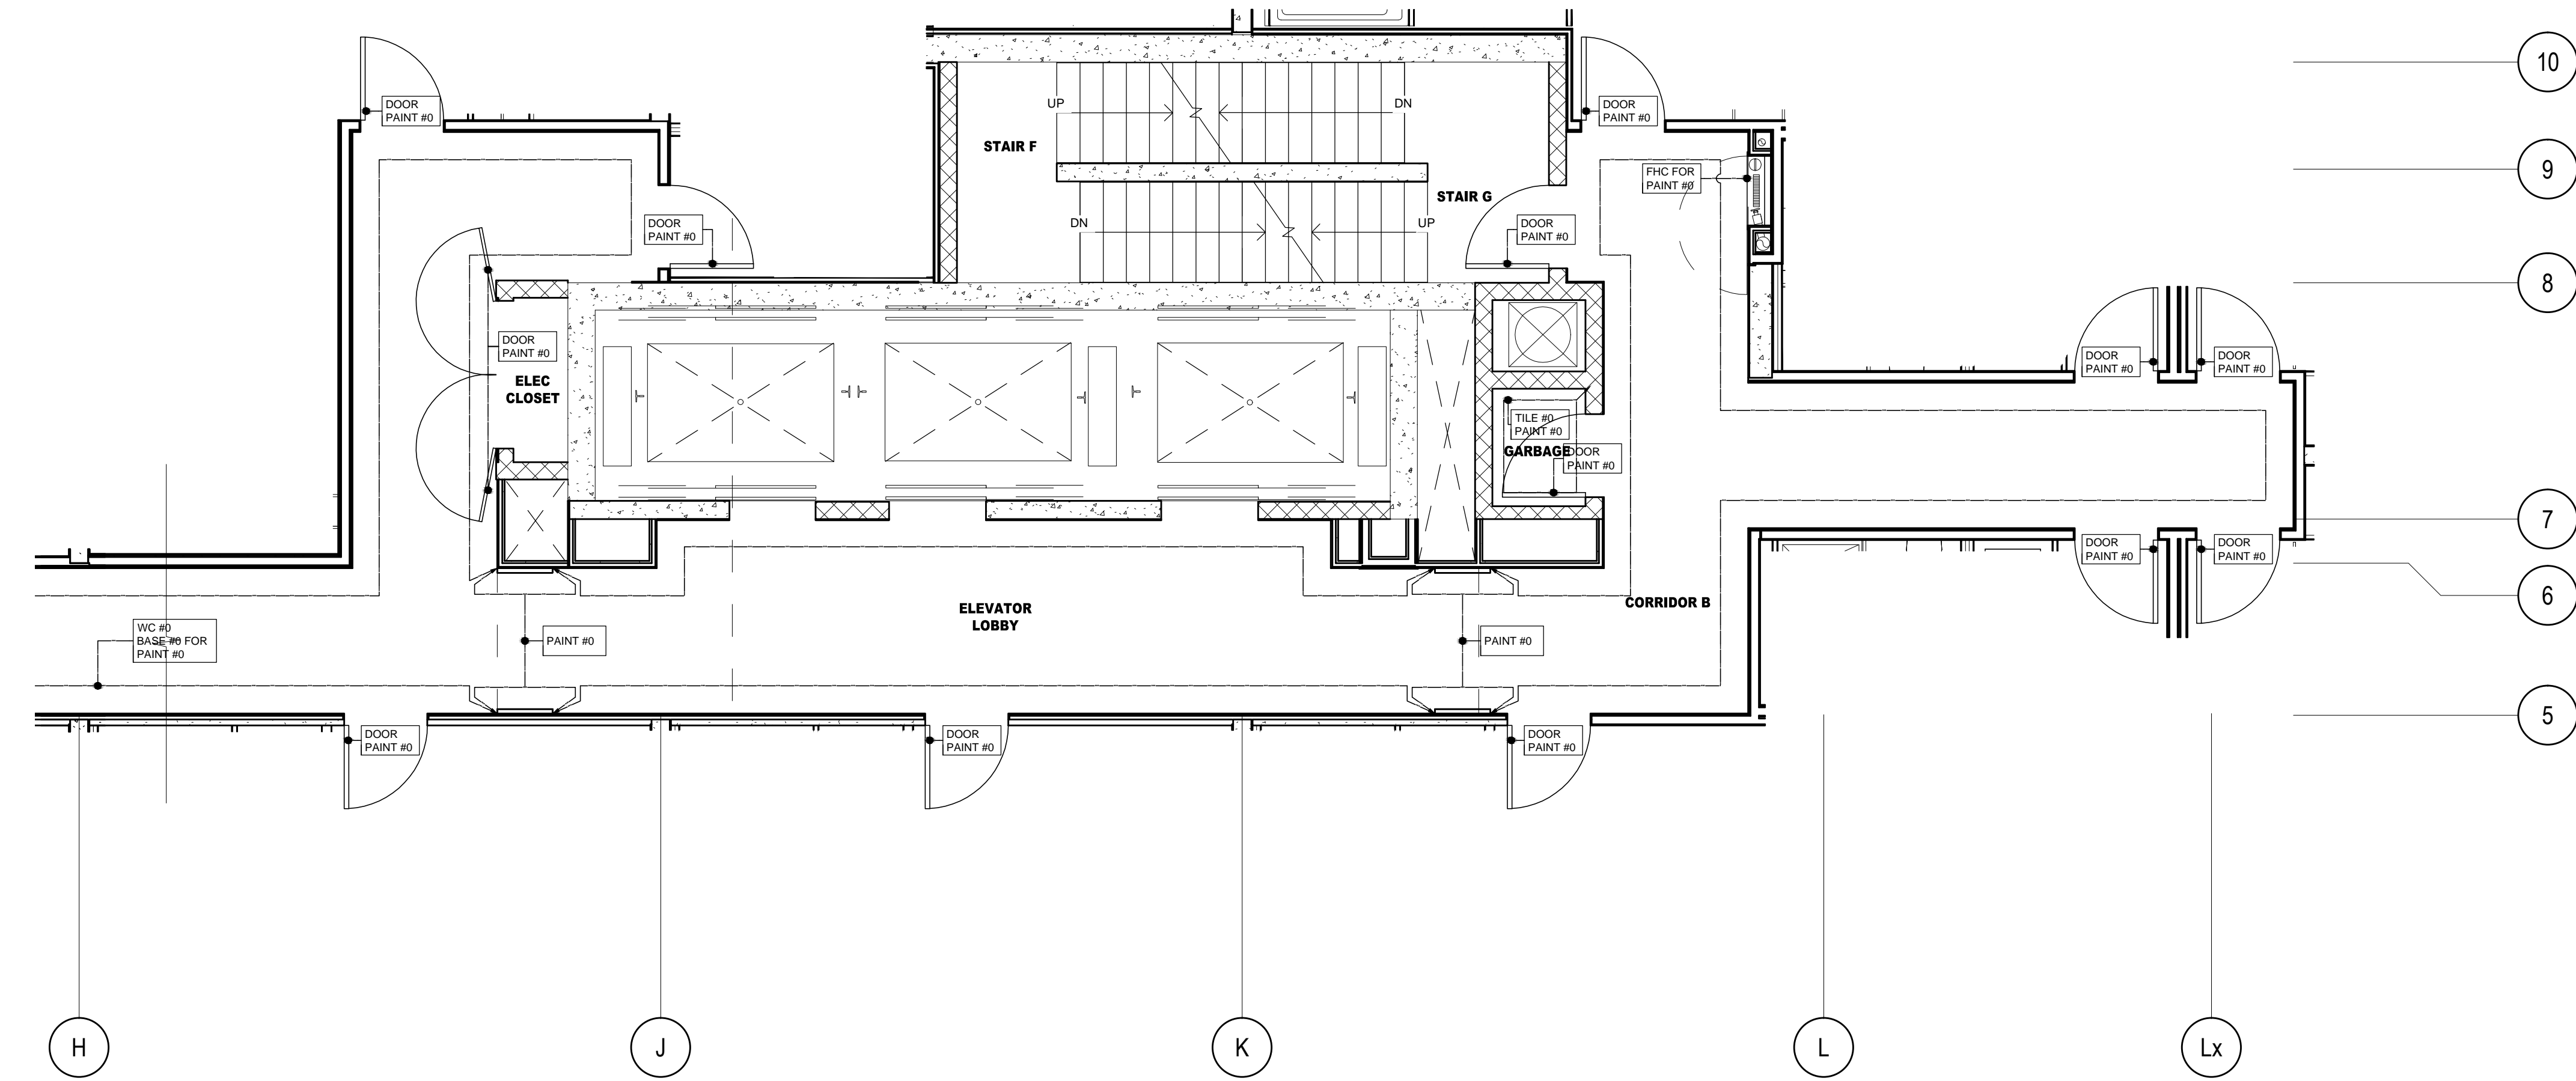 10
DOOR
PAINT #0
DOOR
PAINT #0
UP
DN
STAIR F
9
FHC FOR
PAINT #0
STAIR G
DOOR
PAINT #0
DN
UP
DOOR
PAINT #0
8
DOOR
PAINT #0
DOOR
PAINT #0
DOOR
PAINT #0
ELEC
CLOSET
TILE #0
PAINT #0
GARBAGE
DOOR
PAINT #0
7
DOOR
PAINT #0
DOOR
PAINT #0
6
ELEVATOR
LOBBY
CORRIDOR B
WC #0
BASE #0 FOR
PAINT #0
PAINT #0
PAINT #0
5
DOOR
PAINT #0
DOOR
PAINT #0
DOOR
PAINT #0
H
J
K
L
Lx